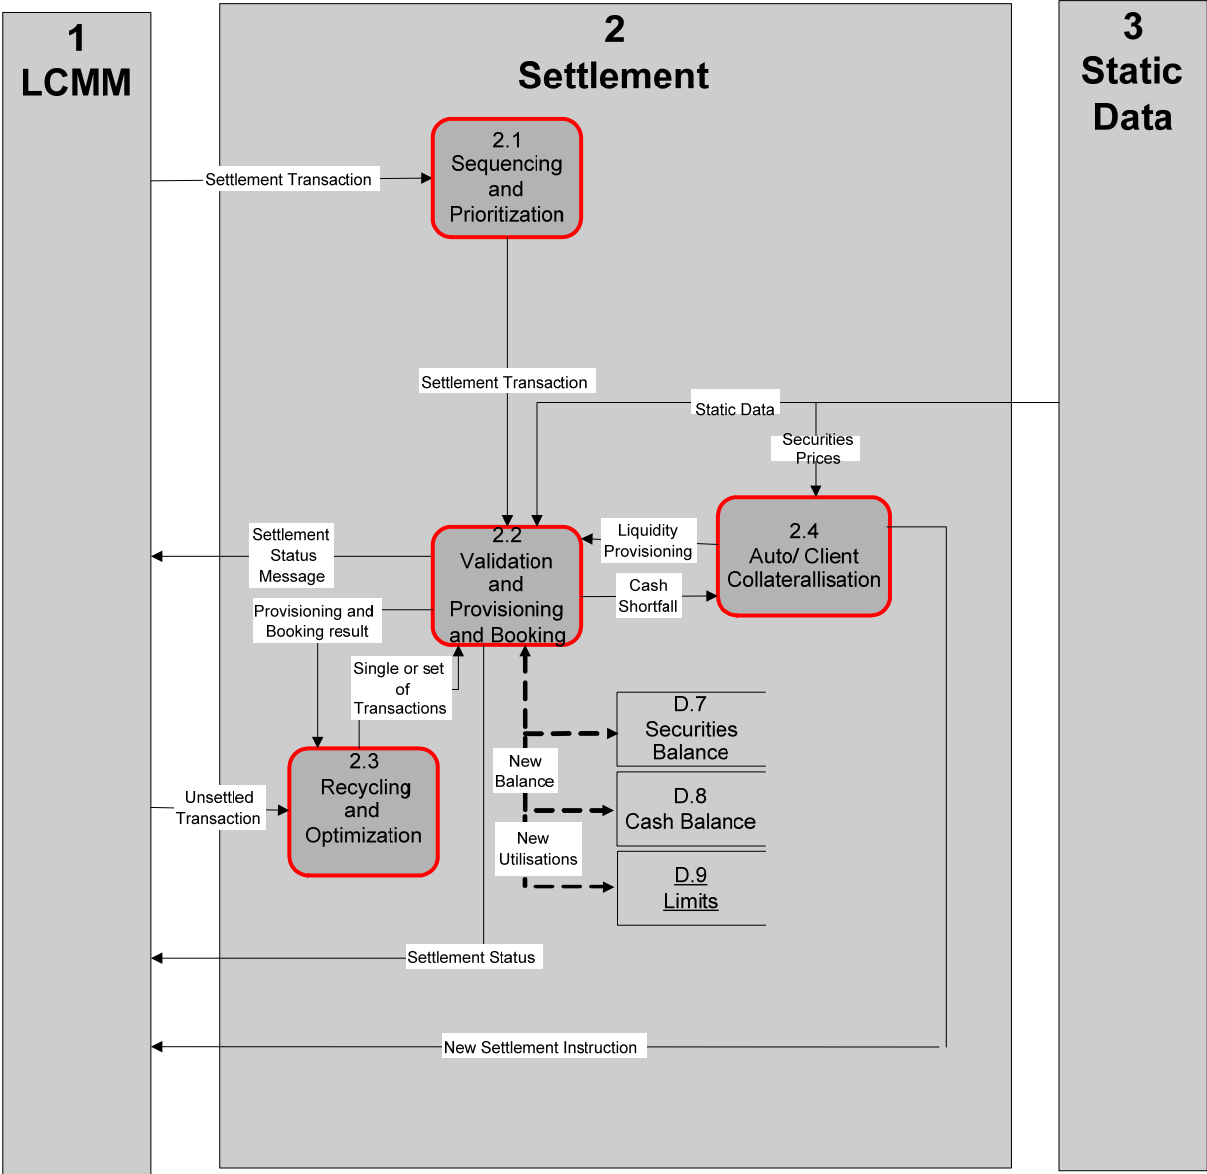 1
LCMM
2
Settlement
3
Static
Data
2.1
Sequencing
and
Prioritization
Settlement Transaction
Settlement Transaction
Static Data
Securities
Prices
Settlement
Status
Message
2.2
Validation
and
Provisioning
and Booking
Liquidity
Provisioning
Cash
Shortfall
2.4
Auto/ Client
Collaterallisation
Provisioning and
Booking result
Single or set
of
Transactions
D.7
Securities
Balance
New
Balance
2.3
Recycling
and
Optimization
Unsettled
Transaction
D.8
Cash Balance
New
Utilisations
D.9
Limits
Settlement Status
New Settlement Instruction